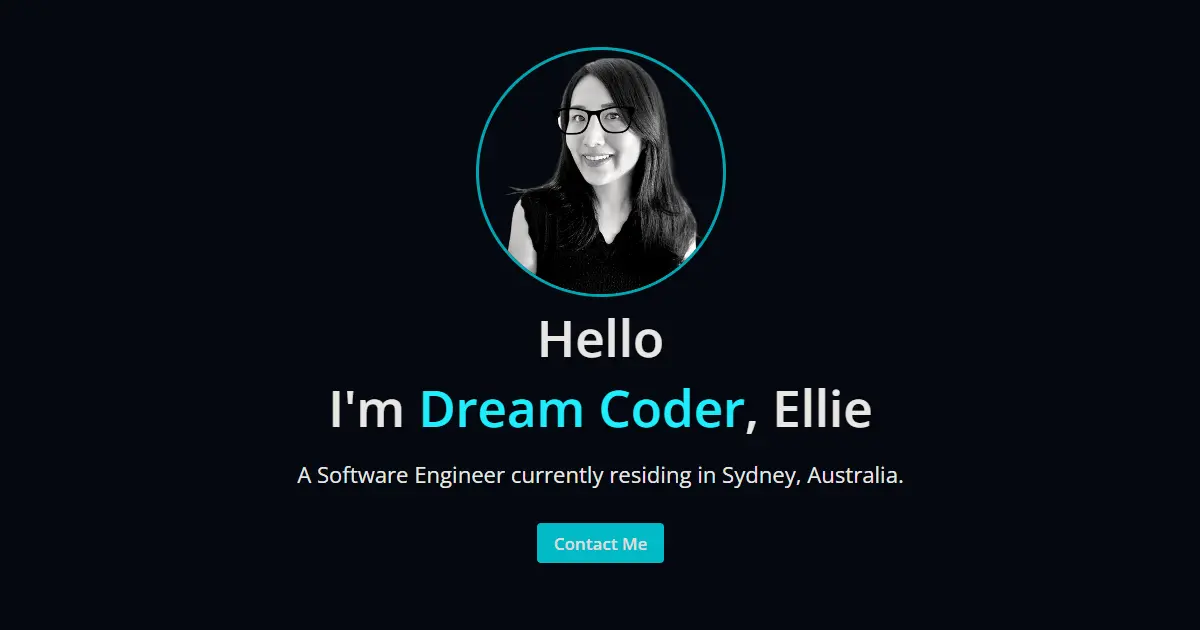 Hello
I'm Dream Coder, Ellie
A Software Engineer currently residing in Sydney, Australia.
Contact Me